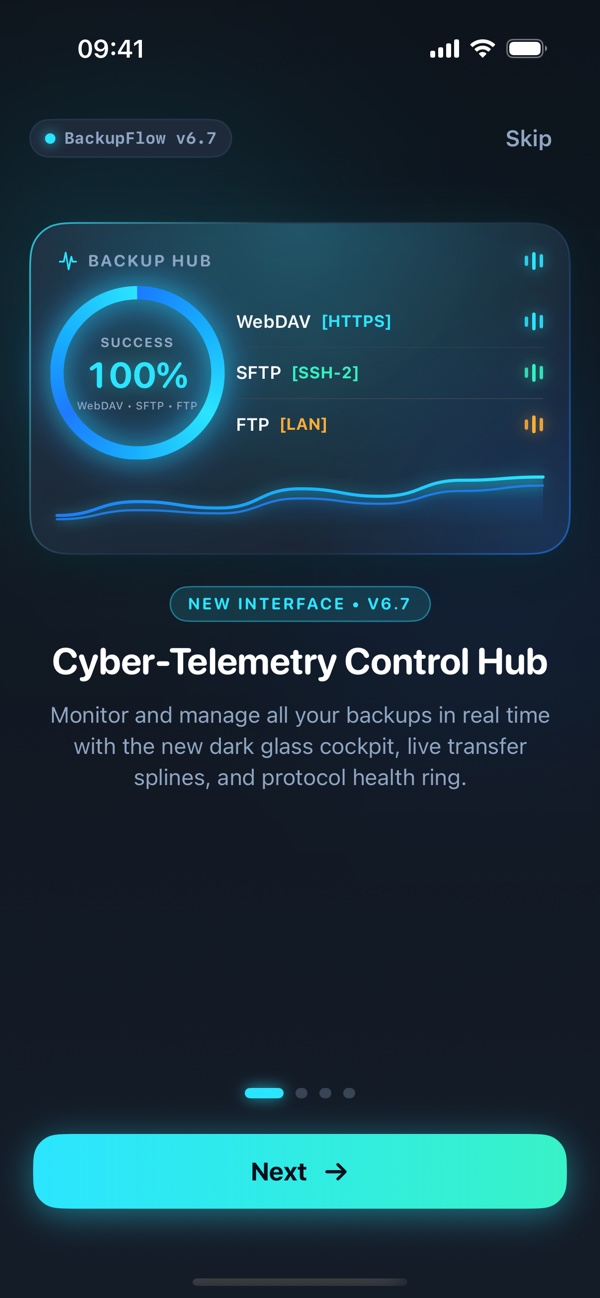 09:41
BackupFlow v6.7
Skip
BACKUP HUB
SUCCESS
100%
WebDAV • SFTP • FTP
WebDAV [HTTPS]
SFTP [SSH-2]
FTP [LAN]
NEW INTERFACE • V6.7
Cyber-Telemetry Control Hub
Monitor and manage all your backups in real time
with the new dark glass cockpit, live transfer
splines, and protocol health ring.
Next →